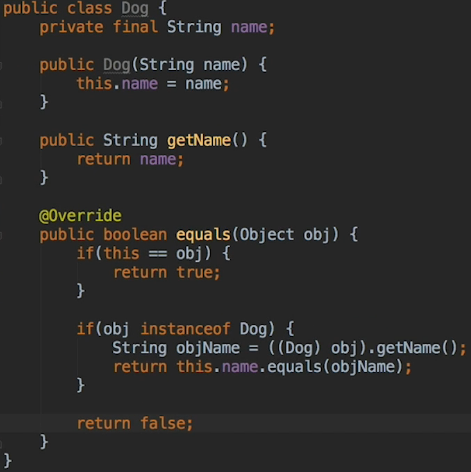 public class Dog {
    private final String name;

    public Dog(String name) {
        this.name = name;
    }

    public String getName() {
        return name;
    }

    @Override
    public boolean equals(Object obj) {
        if(this == obj) {
            return true;
        }

        if(obj instanceof Dog) {
            String objName = ((Dog) obj).getName();
            return this.name.equals(objName);
        }

        return false;
    }
}